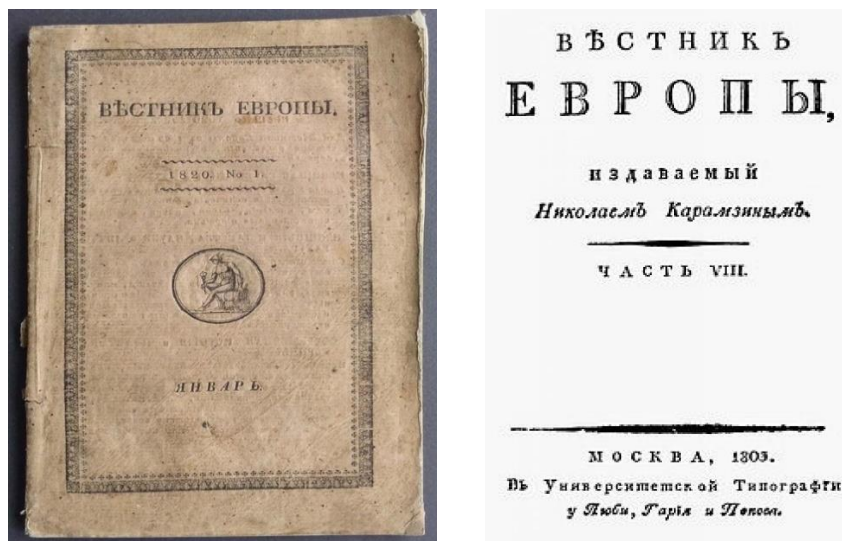 ВѢСТНИКЪ ЕВРОПЫ.
1820. No 1.
ЯНВАРЬ.
ВѢСТНИКЪ
ЕВРОПЫ,
издаваемый
Николаемъ Карамзинымъ.
ЧАСТЬ VIII.
МОСКВА, 1803.
Въ Университетской Типографіи
у Люби, Гарія и Попова.